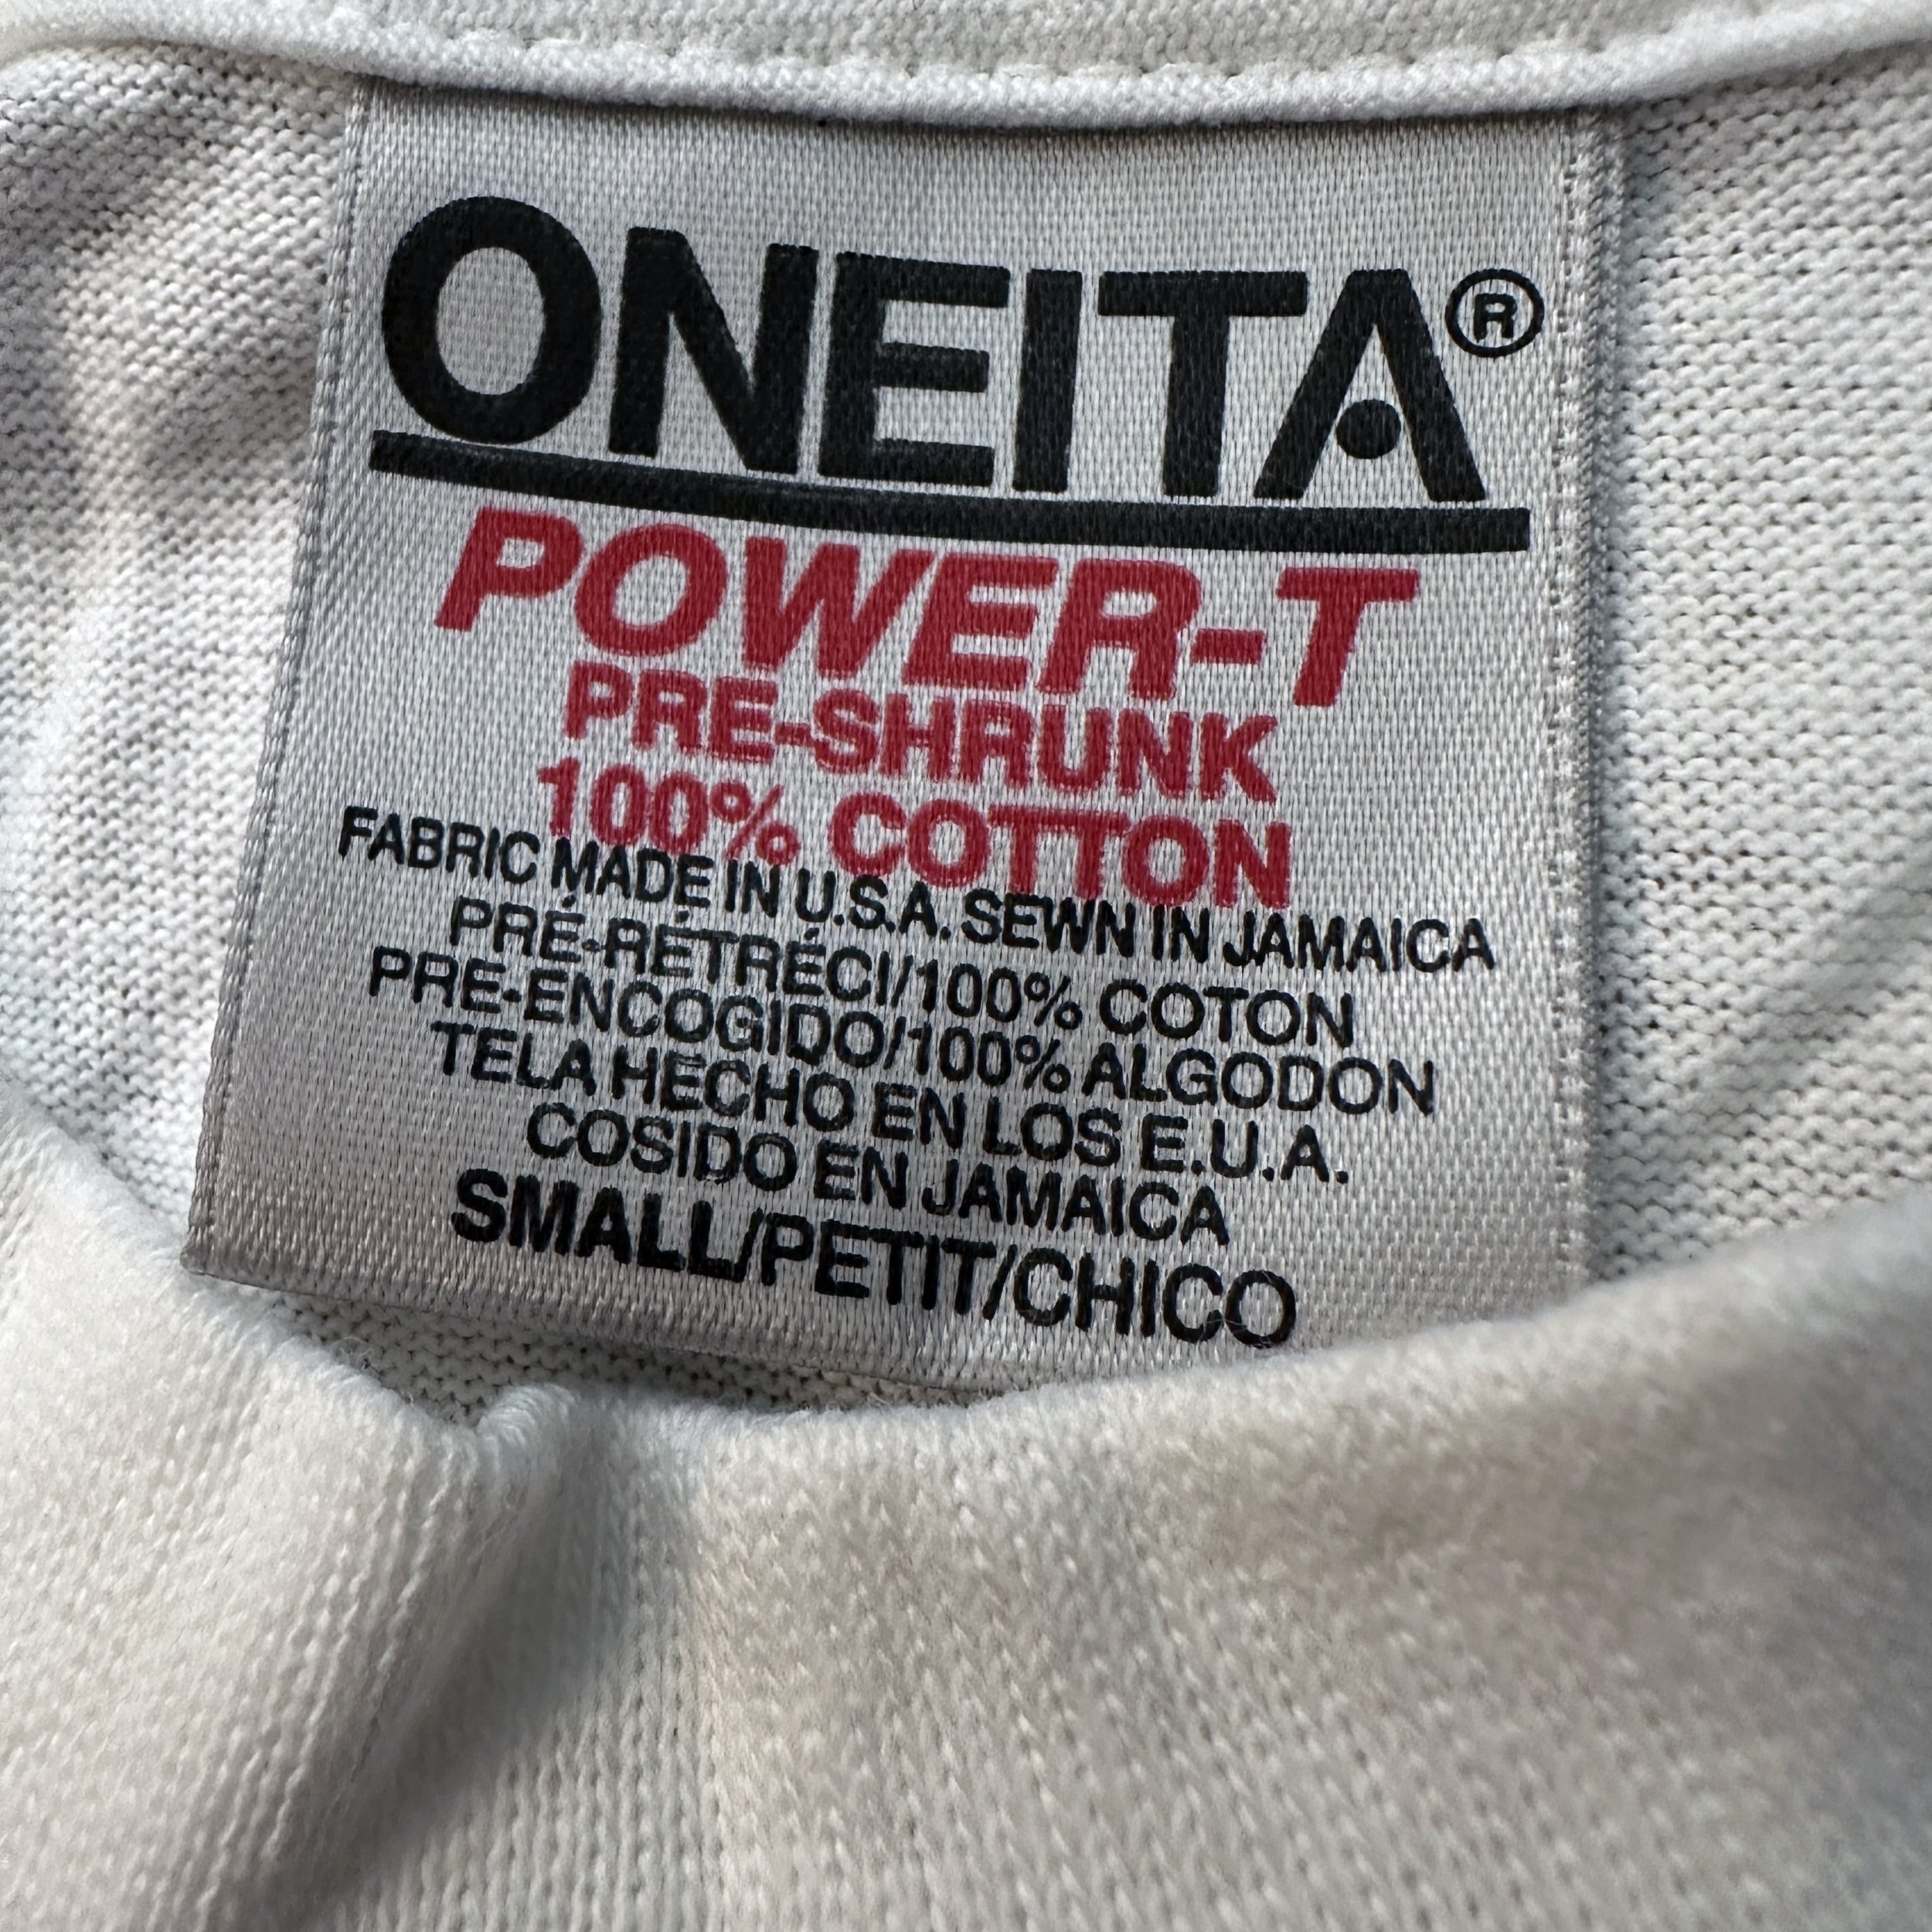 ONEITA®
POWER-T
PRE-SHRUNK
100% COTTON
FABRIC MADE IN U.S.A. SEWN IN JAMAICA
PRÉ-RÉTRÉCI/100% COTON
PRE-ENCOGIDO/100% ALGODON
TELA HECHO EN LOS E.U.A.
COSIDO EN JAMAICA
SMALL/PETIT/CHICO